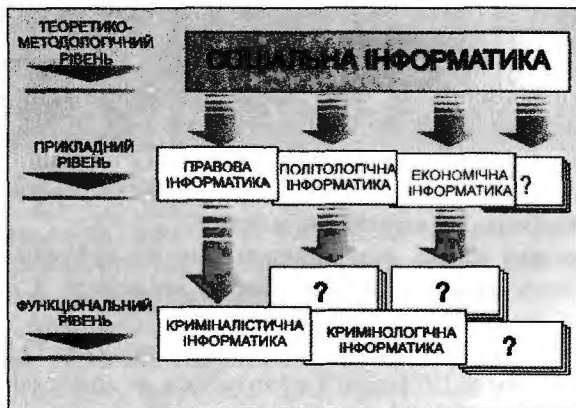 ТЕОРЕТИКО-
МЕТОДОЛОГІЧНИЙ
РІВЕНЬ
СОЦІАЛЬНА ІНФОРМАТИКА
ПРИКЛАДНИЙ
РІВЕНЬ
ПРАВОВА
ІНФОРМАТИКА
ПОЛІТОЛОГІЧНА
ІНФОРМАТИКА
ЕКОНОМІЧНА
ІНФОРМАТИКА
?
ФУНКЦІОНАЛЬНИЙ
РІВЕНЬ
?
?
КРИМІНАЛІСТИЧНА
ІНФОРМАТИКА
КРИМІНОЛОГІЧНА
ІНФОРМАТИКА
?